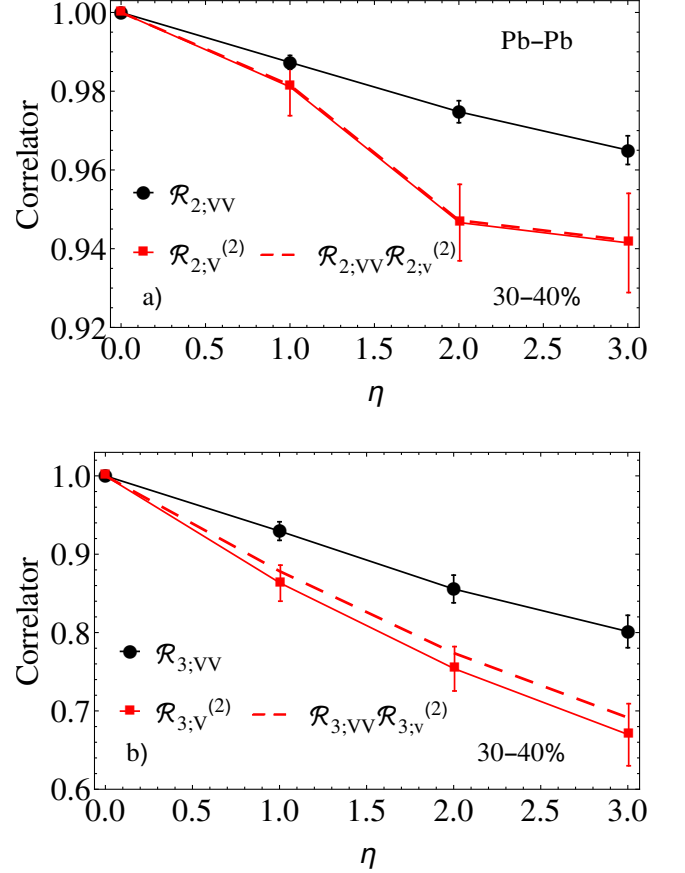 1.00
Pb–Pb
0.98
Correlator
0.96
ℛ2;VV
0.94
ℛ2;V(2)
ℛ2;VVℛ2;v(2)
a)
30–40%
0.92
0.0 0.5 1.0 1.5 2.0 2.5 3.0
η
1.0
0.9
Correlator
0.8
ℛ3;VV
0.7
ℛ3;V(2)
ℛ3;VVℛ3;v(2)
b)
30–40%
0.6
0.0 0.5 1.0 1.5 2.0 2.5 3.0
η